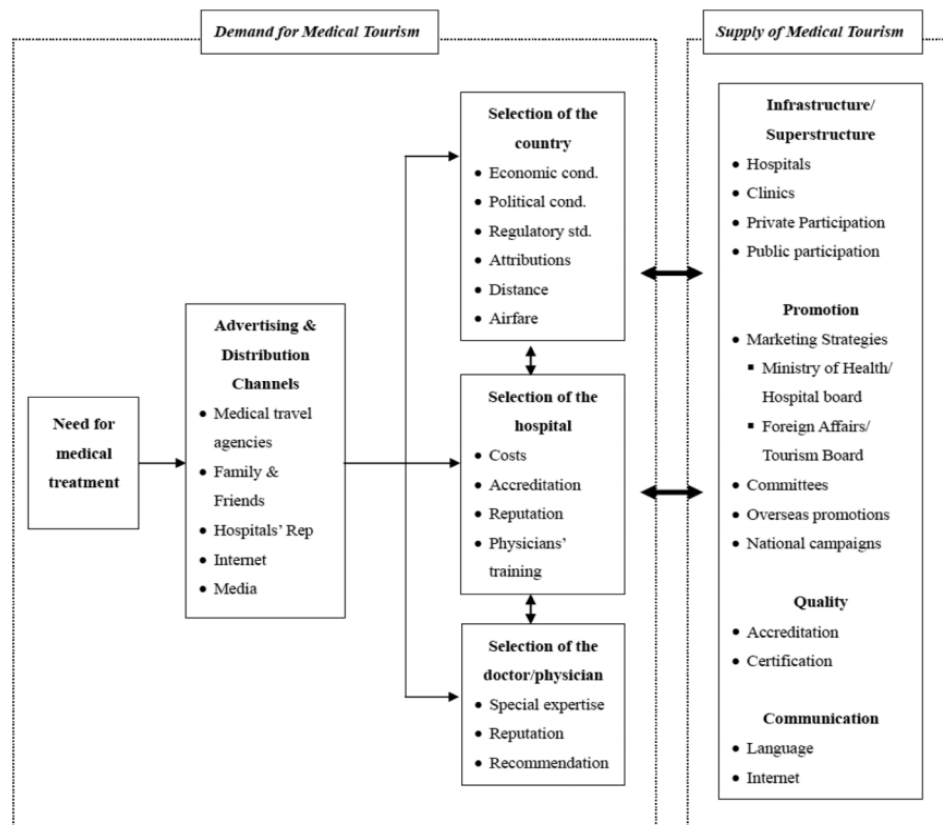 Demand for Medical Tourism
Supply of Medical Tourism
Need for
medical
treatment
Advertising &
Distribution
Channels
• Medical travel
agencies
• Family &
Friends
• Hospitals' Rep
• Internet
• Media
Selection of the
country
• Economic cond.
• Political cond.
• Regulatory std.
• Attributions
• Distance
• Airfare
Selection of the
hospital
• Costs
• Accreditation
• Reputation
• Physicians'
training
Selection of the
doctor/physician
• Special expertise
• Reputation
• Recommendation
Infrastructure/
Superstructure
• Hospitals
• Clinics
• Private Participation
• Public participation
Promotion
• Marketing Strategies
▪ Ministry of Health/
Hospital board
▪ Foreign Affairs/
Tourism Board
• Committees
• Overseas promotions
• National campaigns
Quality
• Accreditation
• Certification
Communication
• Language
• Internet